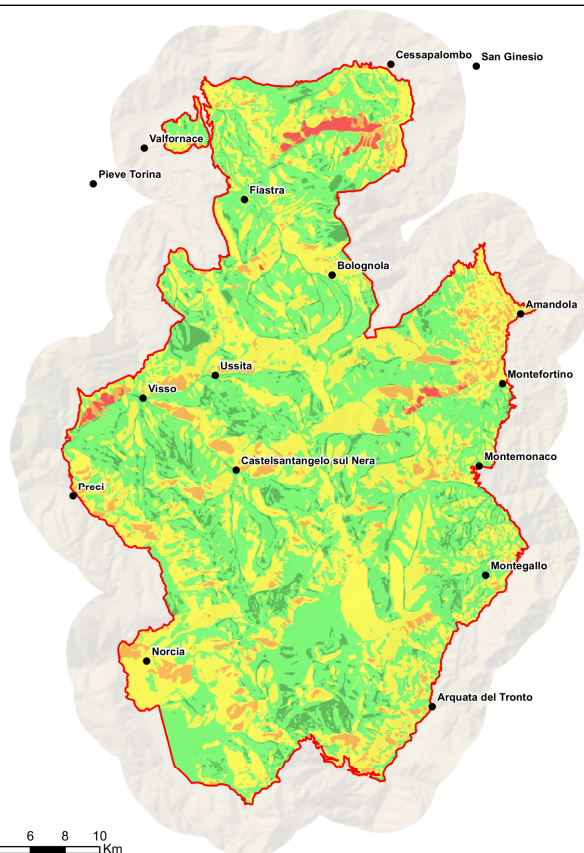 Cessapalombo
San Ginesio
Valfornace
Pieve Torina
Fiastra
Bolognola
Amandola
Ussita
Montefortino
Visso
Castelsantangelo sul Nera
Montemonaco
Preci
Montegallo
Norcia
Arquata del Tronto
6 8 10
Km